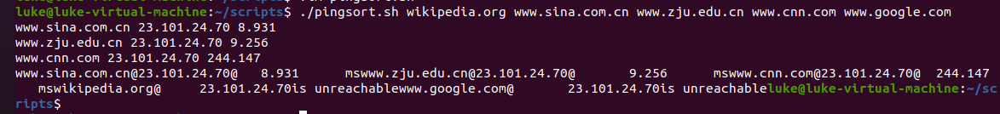 luke@luke-virtual-machine:~/scripts$ ./pingsort.sh wikipedia.org www.sina.com.cn www.zju.edu.cn www.cnn.com www.google.com
www.sina.com.cn 23.101.24.70 8.931
www.zju.edu.cn 23.101.24.70 9.256
www.cnn.com 23.101.24.70 244.147
www.sina.com.cn@23.101.24.70@   8.931      mswww.zju.edu.cn@23.101.24.70@       9.256      mswww.cnn.com@23.101.24.70@  244.147
   mswikipedia.org@     23.101.24.70is unreachablewww.google.com@       23.101.24.70is unreachableluke@luke-virtual-machine:~/sc
ripts$